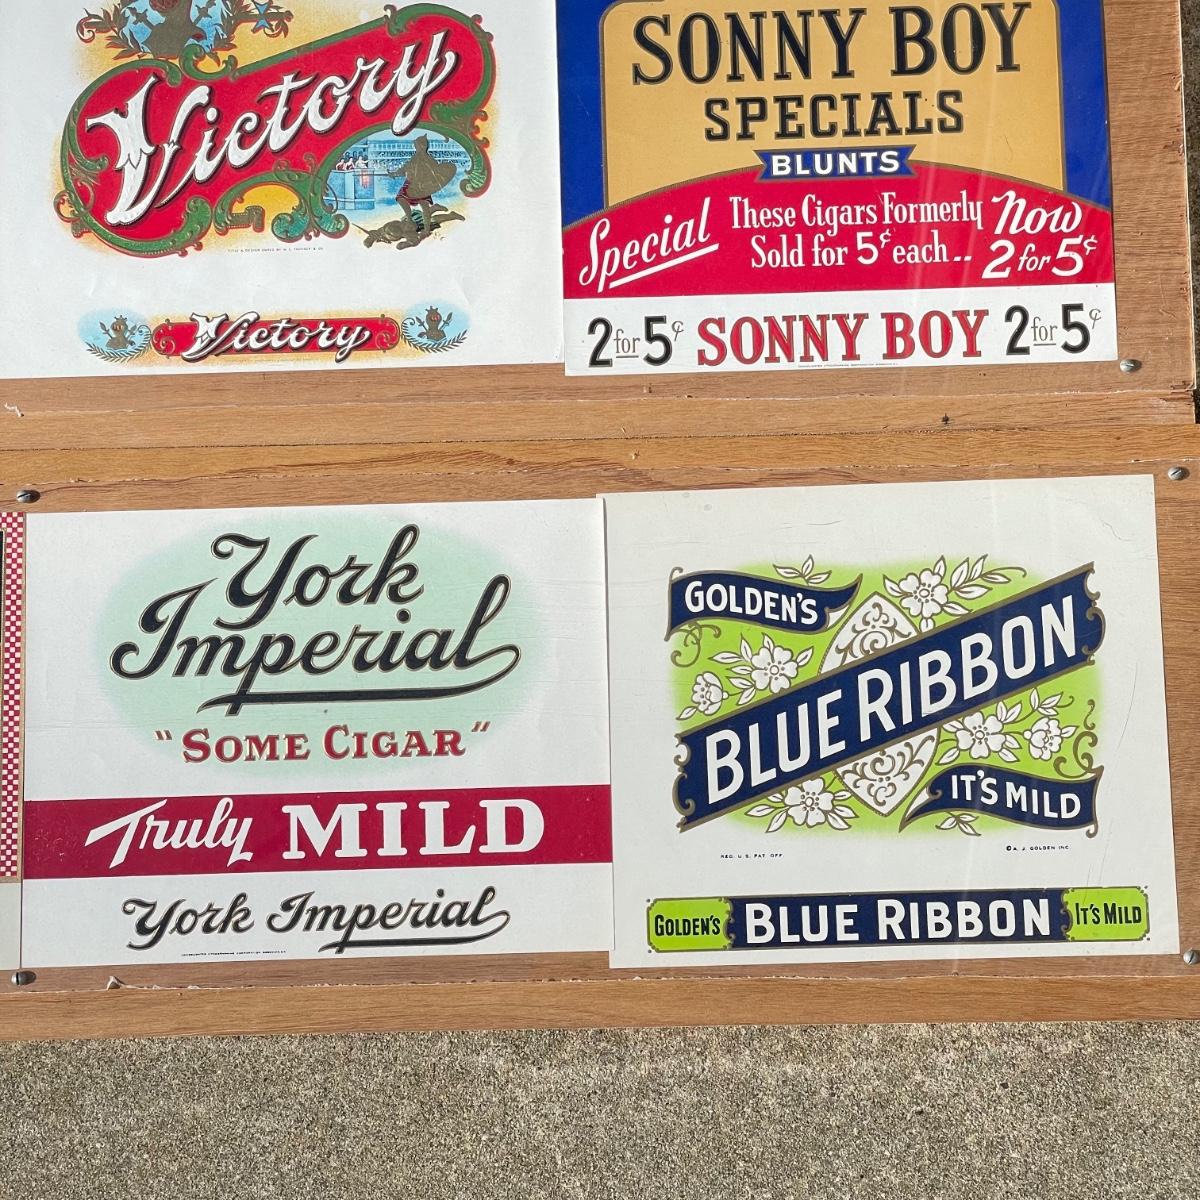 Victory
Victory
SONNY BOY
SPECIALS
BLUNTS
Special
These Cigars Formerly
Sold for 5¢ each..
Now
2 for 5¢
2 for 5¢ SONNY BOY 2 for 5¢
York
Imperial
"SOME CIGAR"
Truly MILD
York Imperial
GOLDEN'S
BLUE RIBBON
IT'S MILD
REG. U.S. PAT. OFF.
© A. J. GOLDEN INC.
GOLDEN'S BLUE RIBBON IT'S MILD